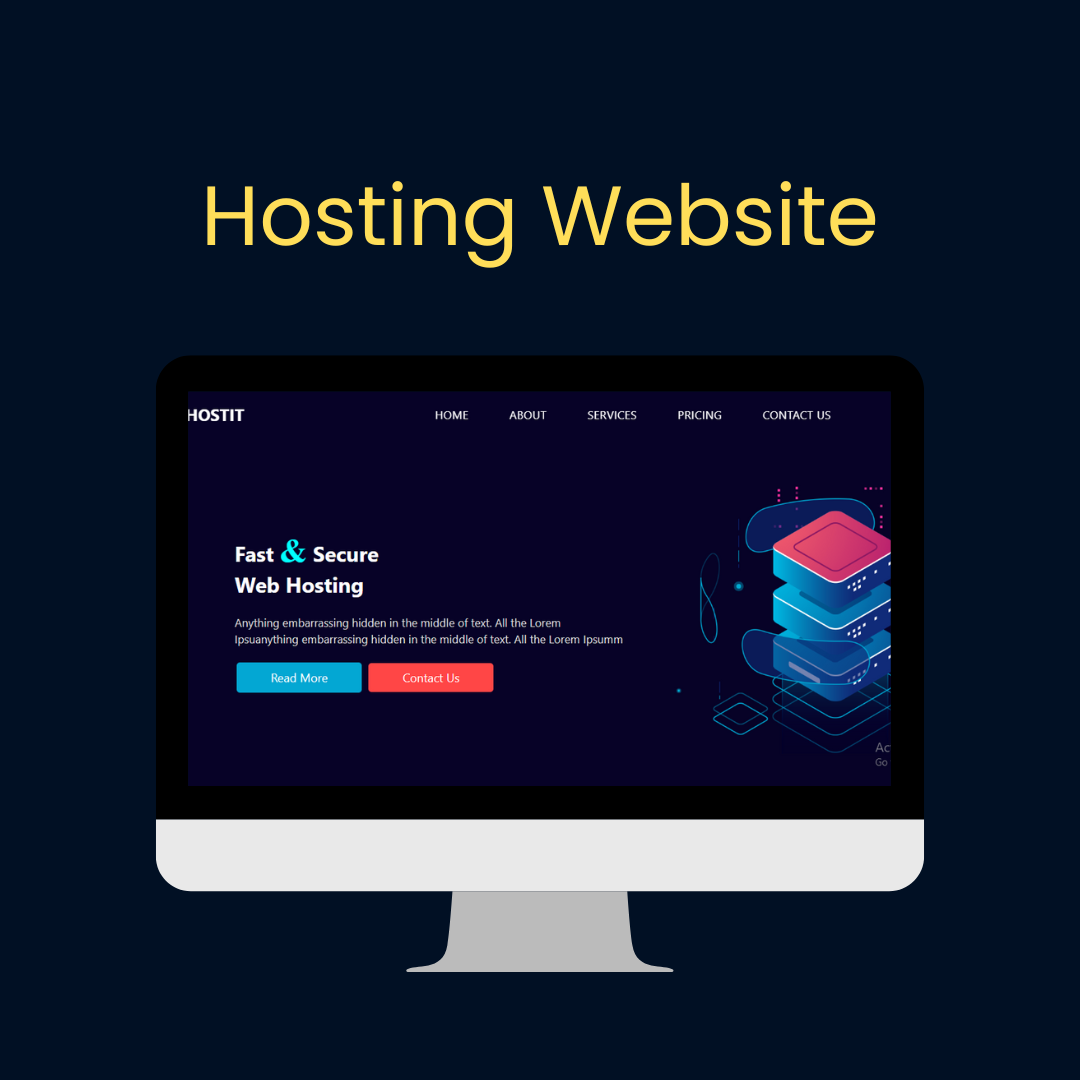 Hosting Website
HOSTIT
HOME ABOUT SERVICES PRICING CONTACT US
Fast & Secure
Web Hosting
Anything embarrassing hidden in the middle of text. All the Lorem
Ipsuanything embarrassing hidden in the middle of text. All the Lorem Ipsumm
Read More Contact Us
Ac
Go